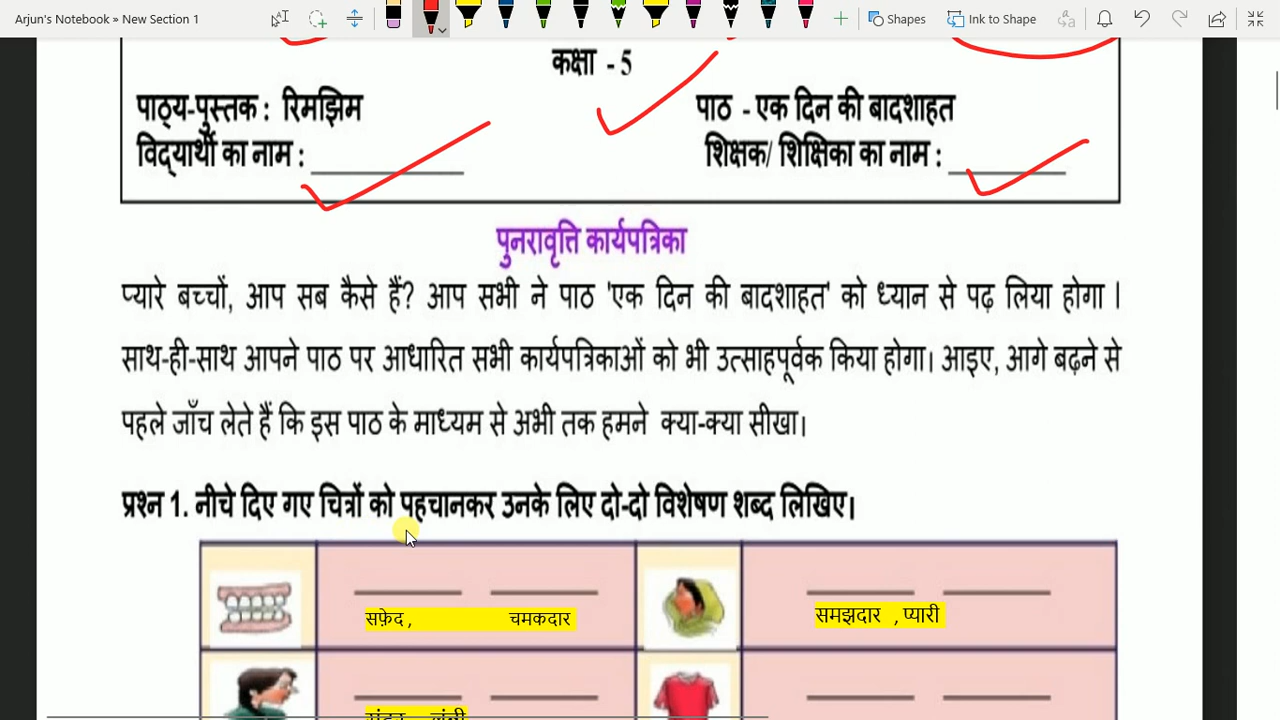 Arjun's Notebook » New Section 1
Shapes
Ink to Shape
कक्षा - 5
पाठ्य-पुस्तक : रिमझिम
पाठ - एक दिन की बादशाहत
विद्यार्थी का नाम : ___________
शिक्षक/ शिक्षिका का नाम : ________
पुनरावृत्ति कार्यपत्रिका
प्यारे बच्चों, आप सब कैसे हैं? आप सभी ने पाठ 'एक दिन की बादशाहत' को ध्यान से पढ़ लिया होगा ।
साथ-ही-साथ आपने पाठ पर आधारित सभी कार्यपत्रिकाओं को भी उत्साहपूर्वक किया होगा। आइए, आगे बढ़ने से
पहले जाँच लेते हैं कि इस पाठ के माध्यम से अभी तक हमने क्या-क्या सीखा।
प्रश्न 1. नीचे दिए गए चित्रों को पहचानकर उनके लिए दो-दो विशेषण शब्द लिखिए।
सफ़ेद , चमकदार
समझदार , प्यारी